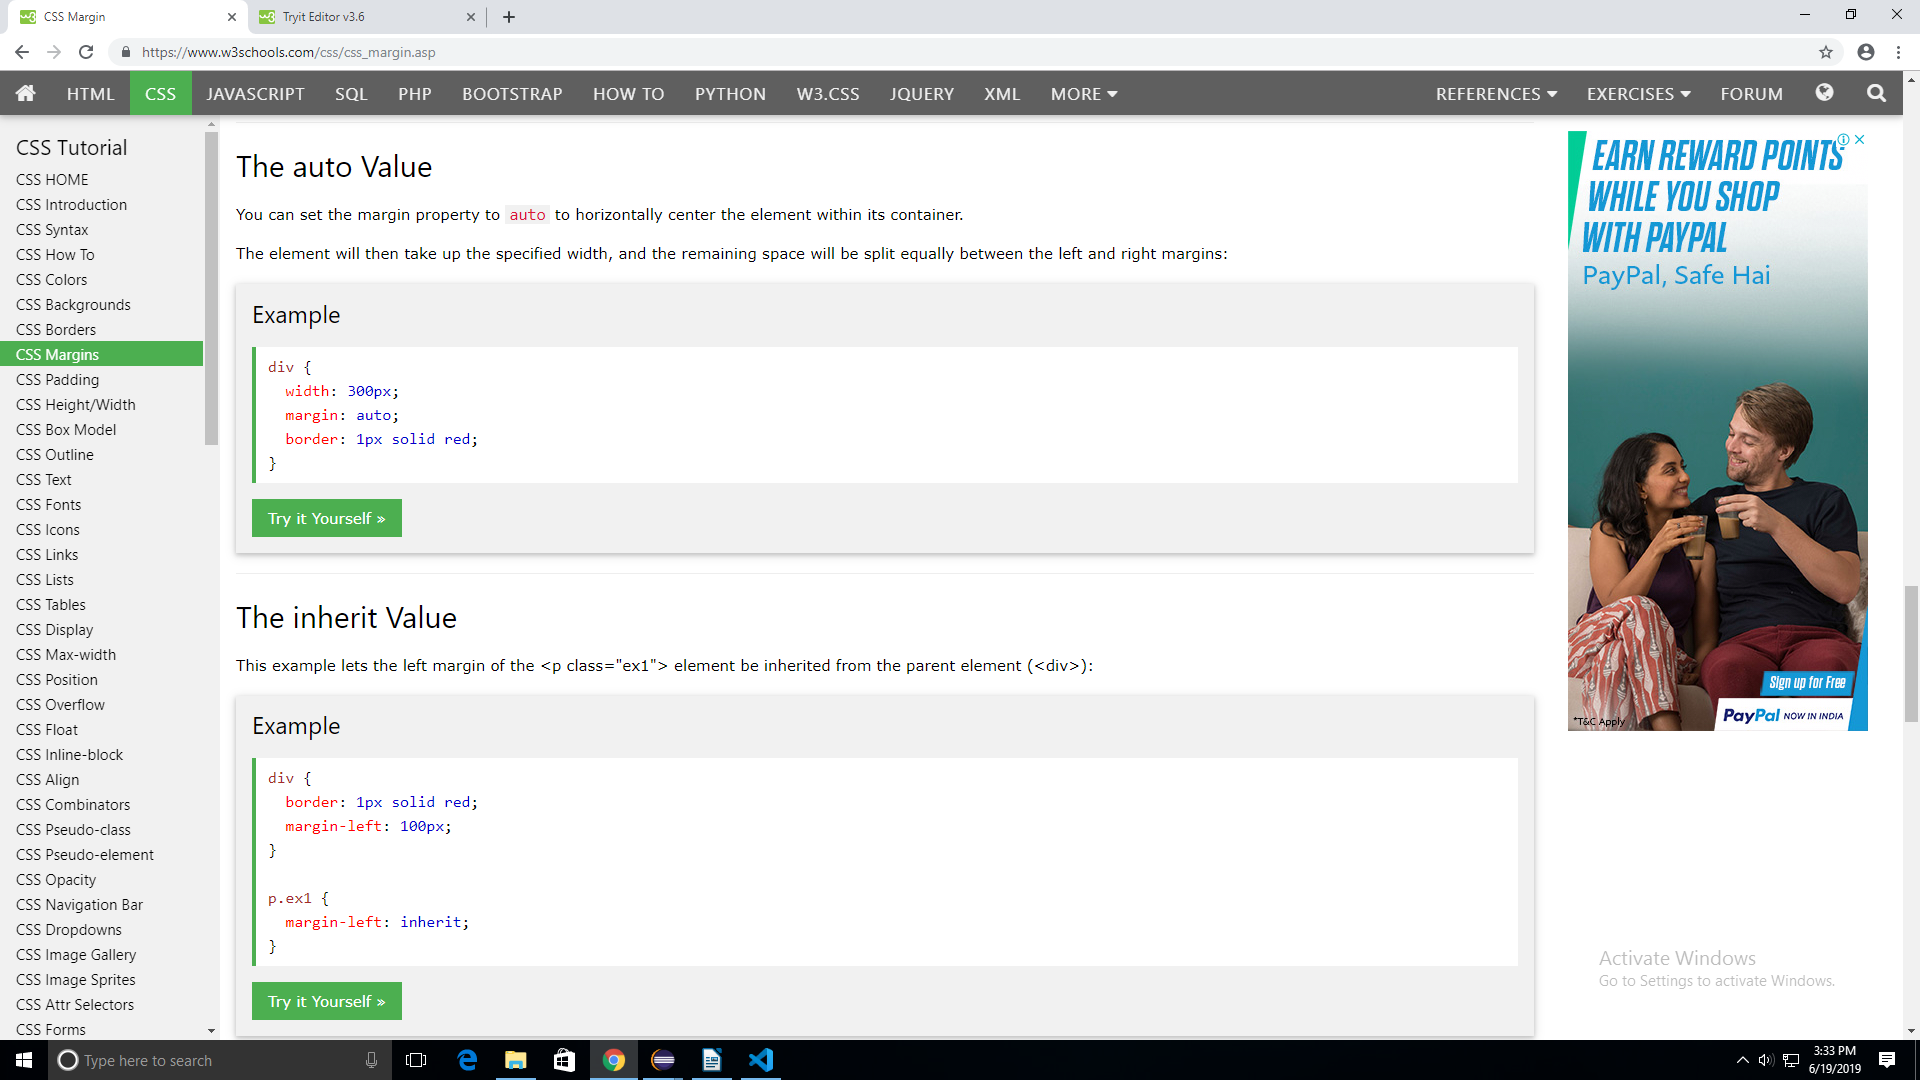 CSS Margin
Tryit Editor v3.6
https://www.w3schools.com/css/css_margin.asp
HTML CSS JAVASCRIPT SQL PHP BOOTSTRAP HOW TO PYTHON W3.CSS JQUERY XML MORE REFERENCES EXERCISES FORUM
CSS Tutorial
CSS HOME
CSS Introduction
CSS Syntax
CSS How To
CSS Colors
CSS Backgrounds
CSS Borders
CSS Margins
CSS Padding
CSS Height/Width
CSS Box Model
CSS Outline
CSS Text
CSS Fonts
CSS Icons
CSS Links
CSS Lists
CSS Tables
CSS Display
CSS Max-width
CSS Position
CSS Overflow
CSS Float
CSS Inline-block
CSS Align
CSS Combinators
CSS Pseudo-class
CSS Pseudo-element
CSS Opacity
CSS Navigation Bar
CSS Dropdowns
CSS Image Gallery
CSS Image Sprites
CSS Attr Selectors
CSS Forms
The auto Value
You can set the margin property to auto to horizontally center the element within its container.
The element will then take up the specified width, and the remaining space will be split equally between the left and right margins:
Example
div {
  width: 300px;
  margin: auto;
  border: 1px solid red;
}
Try it Yourself »
The inherit Value
This example lets the left margin of the <p class="ex1"> element be inherited from the parent element (<div>):
Example
div {
  border: 1px solid red;
  margin-left: 100px;
}
p.ex1 {
  margin-left: inherit;
}
Try it Yourself »
EARN REWARD POINTS
WHILE YOU SHOP
WITH PAYPAL
PayPal, Safe Hai
Sign up for Free
*T&C Apply
PayPal NOW IN INDIA
Activate Windows
Go to Settings to activate Windows.
Type here to search
3:33 PM
6/19/2019